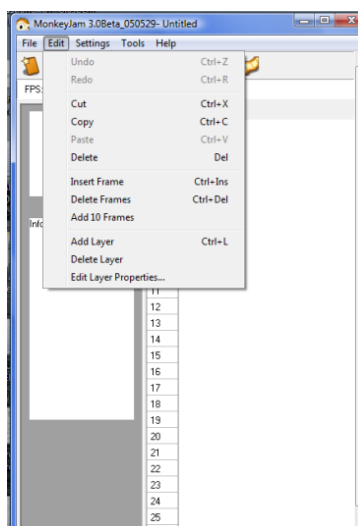 MonkeyJam 3.0Beta_050529- Untitled
File Edit Settings Tools Help
Undo Ctrl+Z
Redo Ctrl+R
FPS:
Cut Ctrl+X
Copy Ctrl+C
Paste Ctrl+V
Delete Del
Insert Frame Ctrl+Ins
Delete Frames Ctrl+Del
Add 10 Frames
Add Layer Ctrl+L
Delete Layer
Edit Layer Properties...
11
12
13
14
15
16
17
18
19
20
21
22
23
24
25